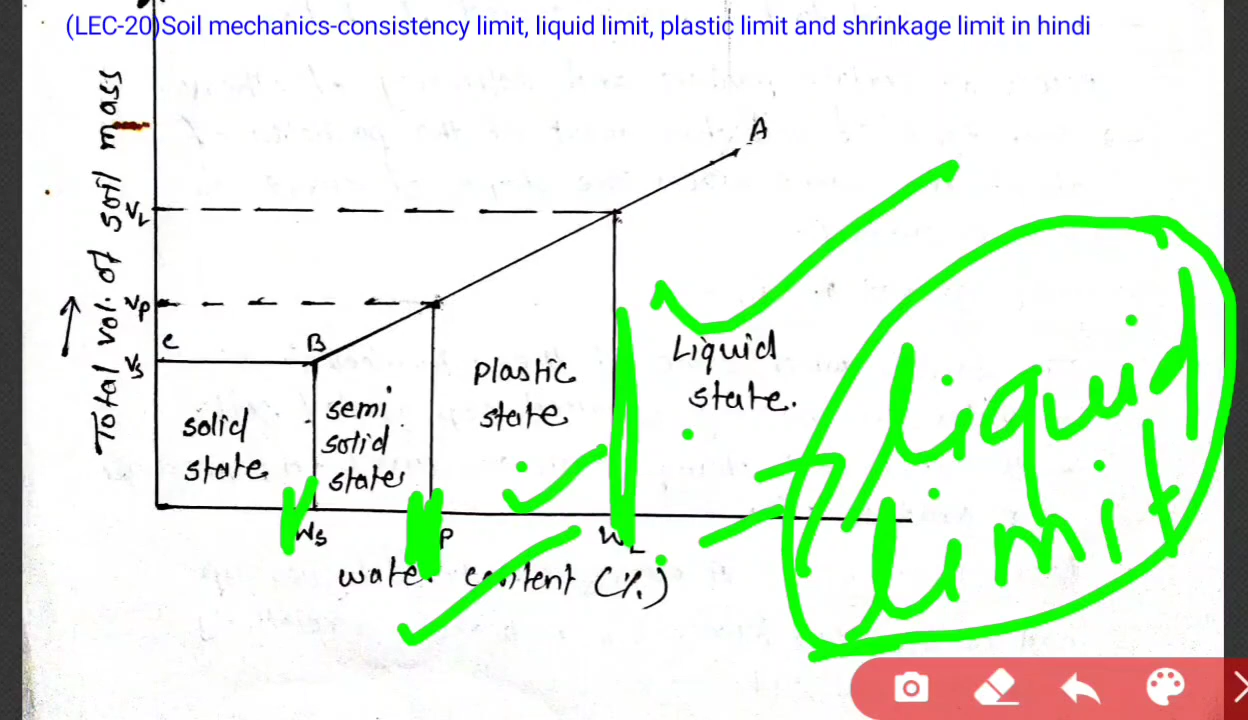 (LEC-20)Soil mechanics-consistency limit, liquid limit, plastic limit and shrinkage limit in hindi
Total vol. of soil mass
A
VL
VP
C
B
Vs
Liquid
state.
plastic
state
semi
solid
state
solid
state
Ws
P
WL
water content (%)
liquid
limit